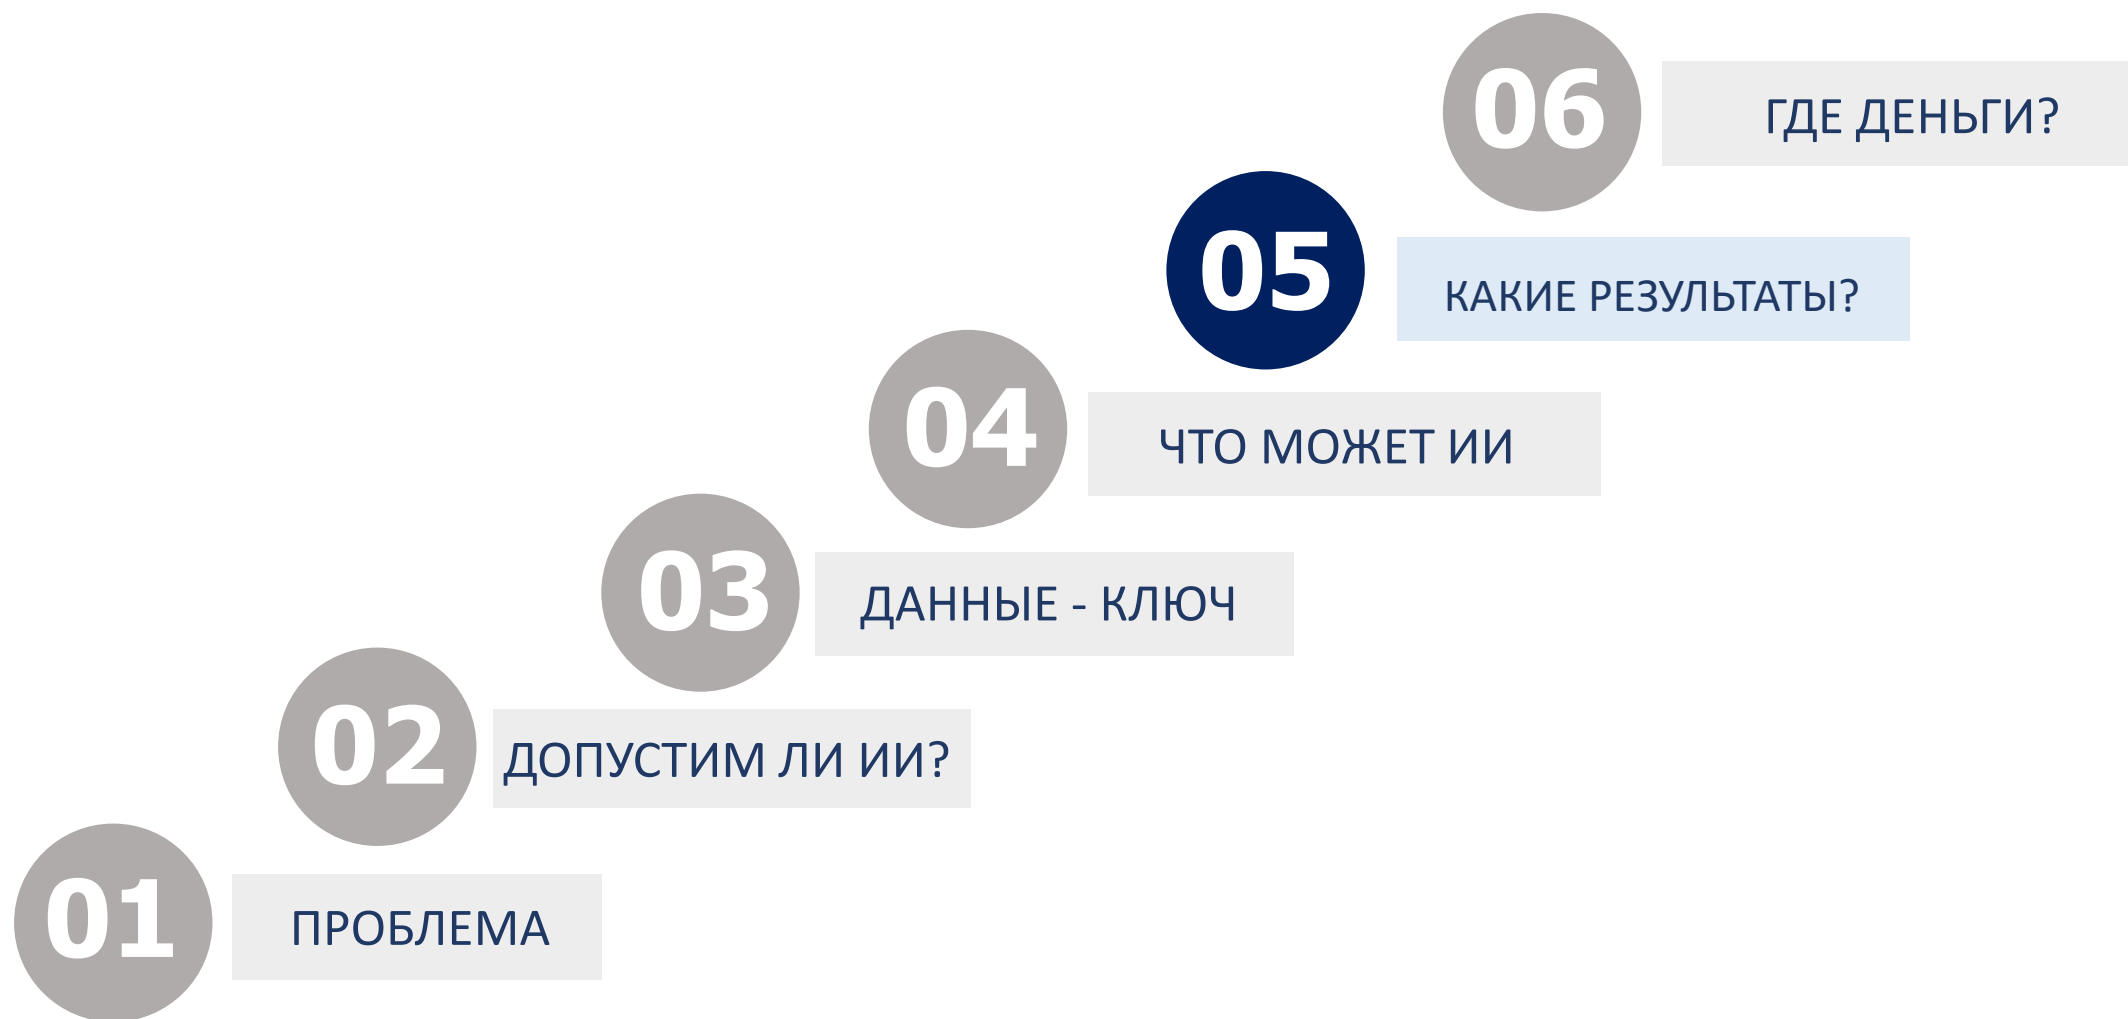 06
ГДЕ ДЕНЬГИ?
05
КАКИЕ РЕЗУЛЬТАТЫ?
04
ЧТО МОЖЕТ ИИ
03
ДАННЫЕ - КЛЮЧ
02
ДОПУСТИМ ЛИ ИИ?
01
ПРОБЛЕМА